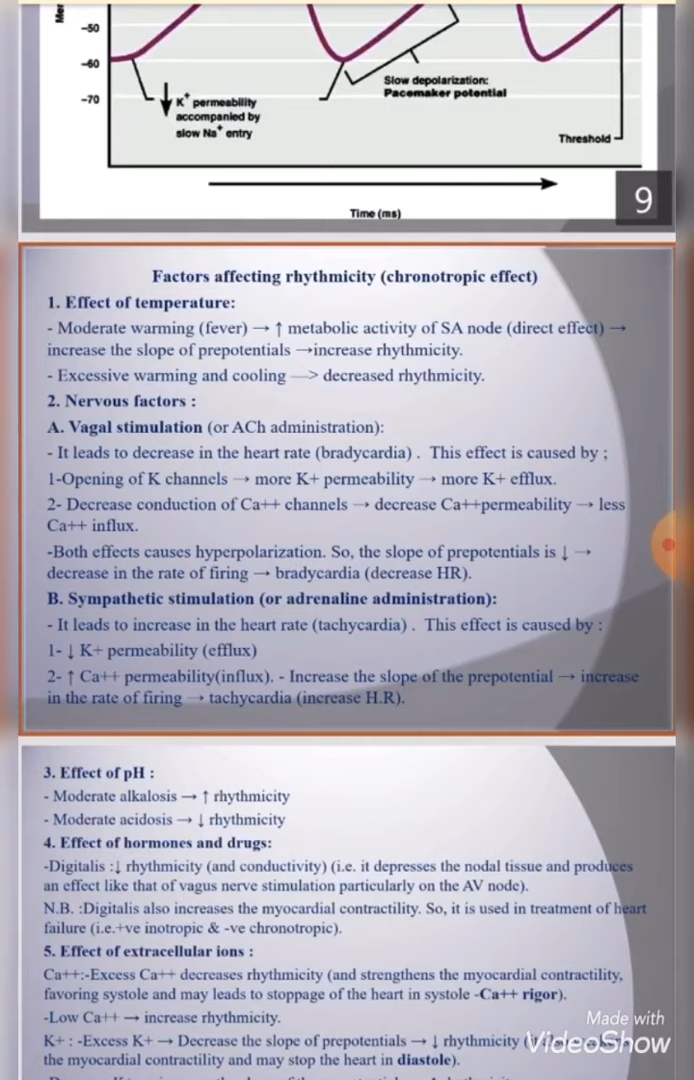 Mer
-50
-60
-70
K+ permeability
accompanied by
slow Na+ entry
Slow depolarization:
Pacemaker potential
Threshold
Time (ms)
9
Factors affecting rhythmicity (chronotropic effect)
1. Effect of temperature:
- Moderate warming (fever) → ↑ metabolic activity of SA node (direct effect) →
increase the slope of prepotentials →increase rhythmicity.
- Excessive warming and cooling —> decreased rhythmicity.
2. Nervous factors :
A. Vagal stimulation (or ACh administration):
- It leads to decrease in the heart rate (bradycardia) . This effect is caused by ;
1-Opening of K channels → more K+ permeability → more K+ efflux.
2- Decrease conduction of Ca++ channels → decrease Ca++permeability → less
Ca++ influx.
-Both effects causes hyperpolarization. So, the slope of prepotentials is ↓ →
decrease in the rate of firing → bradycardia (decrease HR).
B. Sympathetic stimulation (or adrenaline administration):
- It leads to increase in the heart rate (tachycardia) . This effect is caused by :
1- ↓ K+ permeability (efflux)
2- ↑ Ca++ permeability(influx). - Increase the slope of the prepotential → increase
in the rate of firing → tachycardia (increase H.R).
3. Effect of pH :
- Moderate alkalosis → ↑ rhythmicity
- Moderate acidosis → ↓ rhythmicity
4. Effect of hormones and drugs:
-Digitalis :↓ rhythmicity (and conductivity) (i.e. it depresses the nodal tissue and produces
an effect like that of vagus nerve stimulation particularly on the AV node).
N.B. :Digitalis also increases the myocardial contractility. So, it is used in treatment of heart
failure (i.e.+ve inotropic & -ve chronotropic).
5. Effect of extracellular ions :
Ca++:-Excess Ca++ decreases rhythmicity (and strengthens the myocardial contractility,
favoring systole and may leads to stoppage of the heart in systole -Ca++ rigor).
-Low Ca++ → increase rhythmicity.
K+ : -Excess K+ → Decrease the slope of prepotentials → ↓ rhythmicity (
the myocardial contractility and may stop the heart in diastole).
Made with
VideoShow